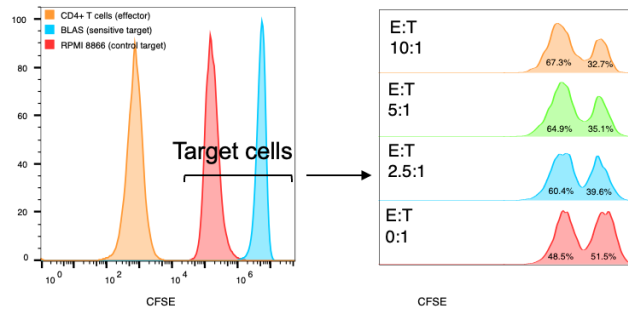 CD4+ T cells (effector)
BLAS (sensitive target)
RPMI 8866 (control target)
100
80
60
40
20
0
Target cells
10 0
10 2
10 4
10 6
CFSE
E:T
10:1
67.3% 32.7%
E:T
5:1
64.9% 35.1%
E:T
2.5:1
60.4% 39.6%
E:T
0:1
48.5% 51.5%
CFSE